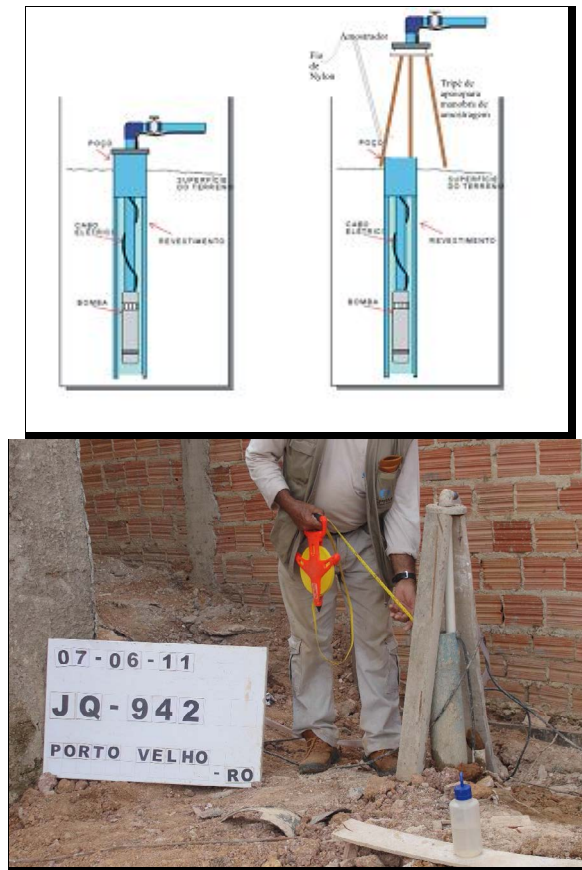 POÇO
SUPERFÍCIE
DO TERRENO
CABO
ELÉTRICO
REVESTIMENTO
BOMBA
Amostrador
Fio
de
Nylon
Tripé de
apoio para
manobra de
amostragem
POÇO
SUPERFÍCIE
DO TERRENO
CABO
ELÉTRICO
REVESTIMENTO
BOMBA
07-06-11
JQ-942
PORTO VELHO
-RO